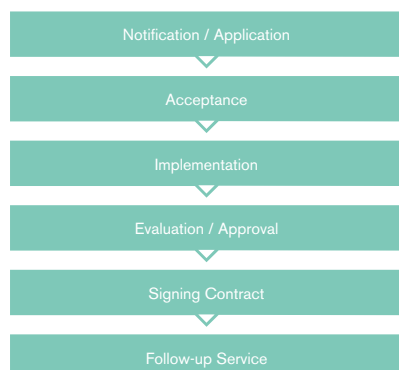 Notification / Application
Acceptance
Implementation
Evaluation / Approval
Signing Contract
Follow-up Service